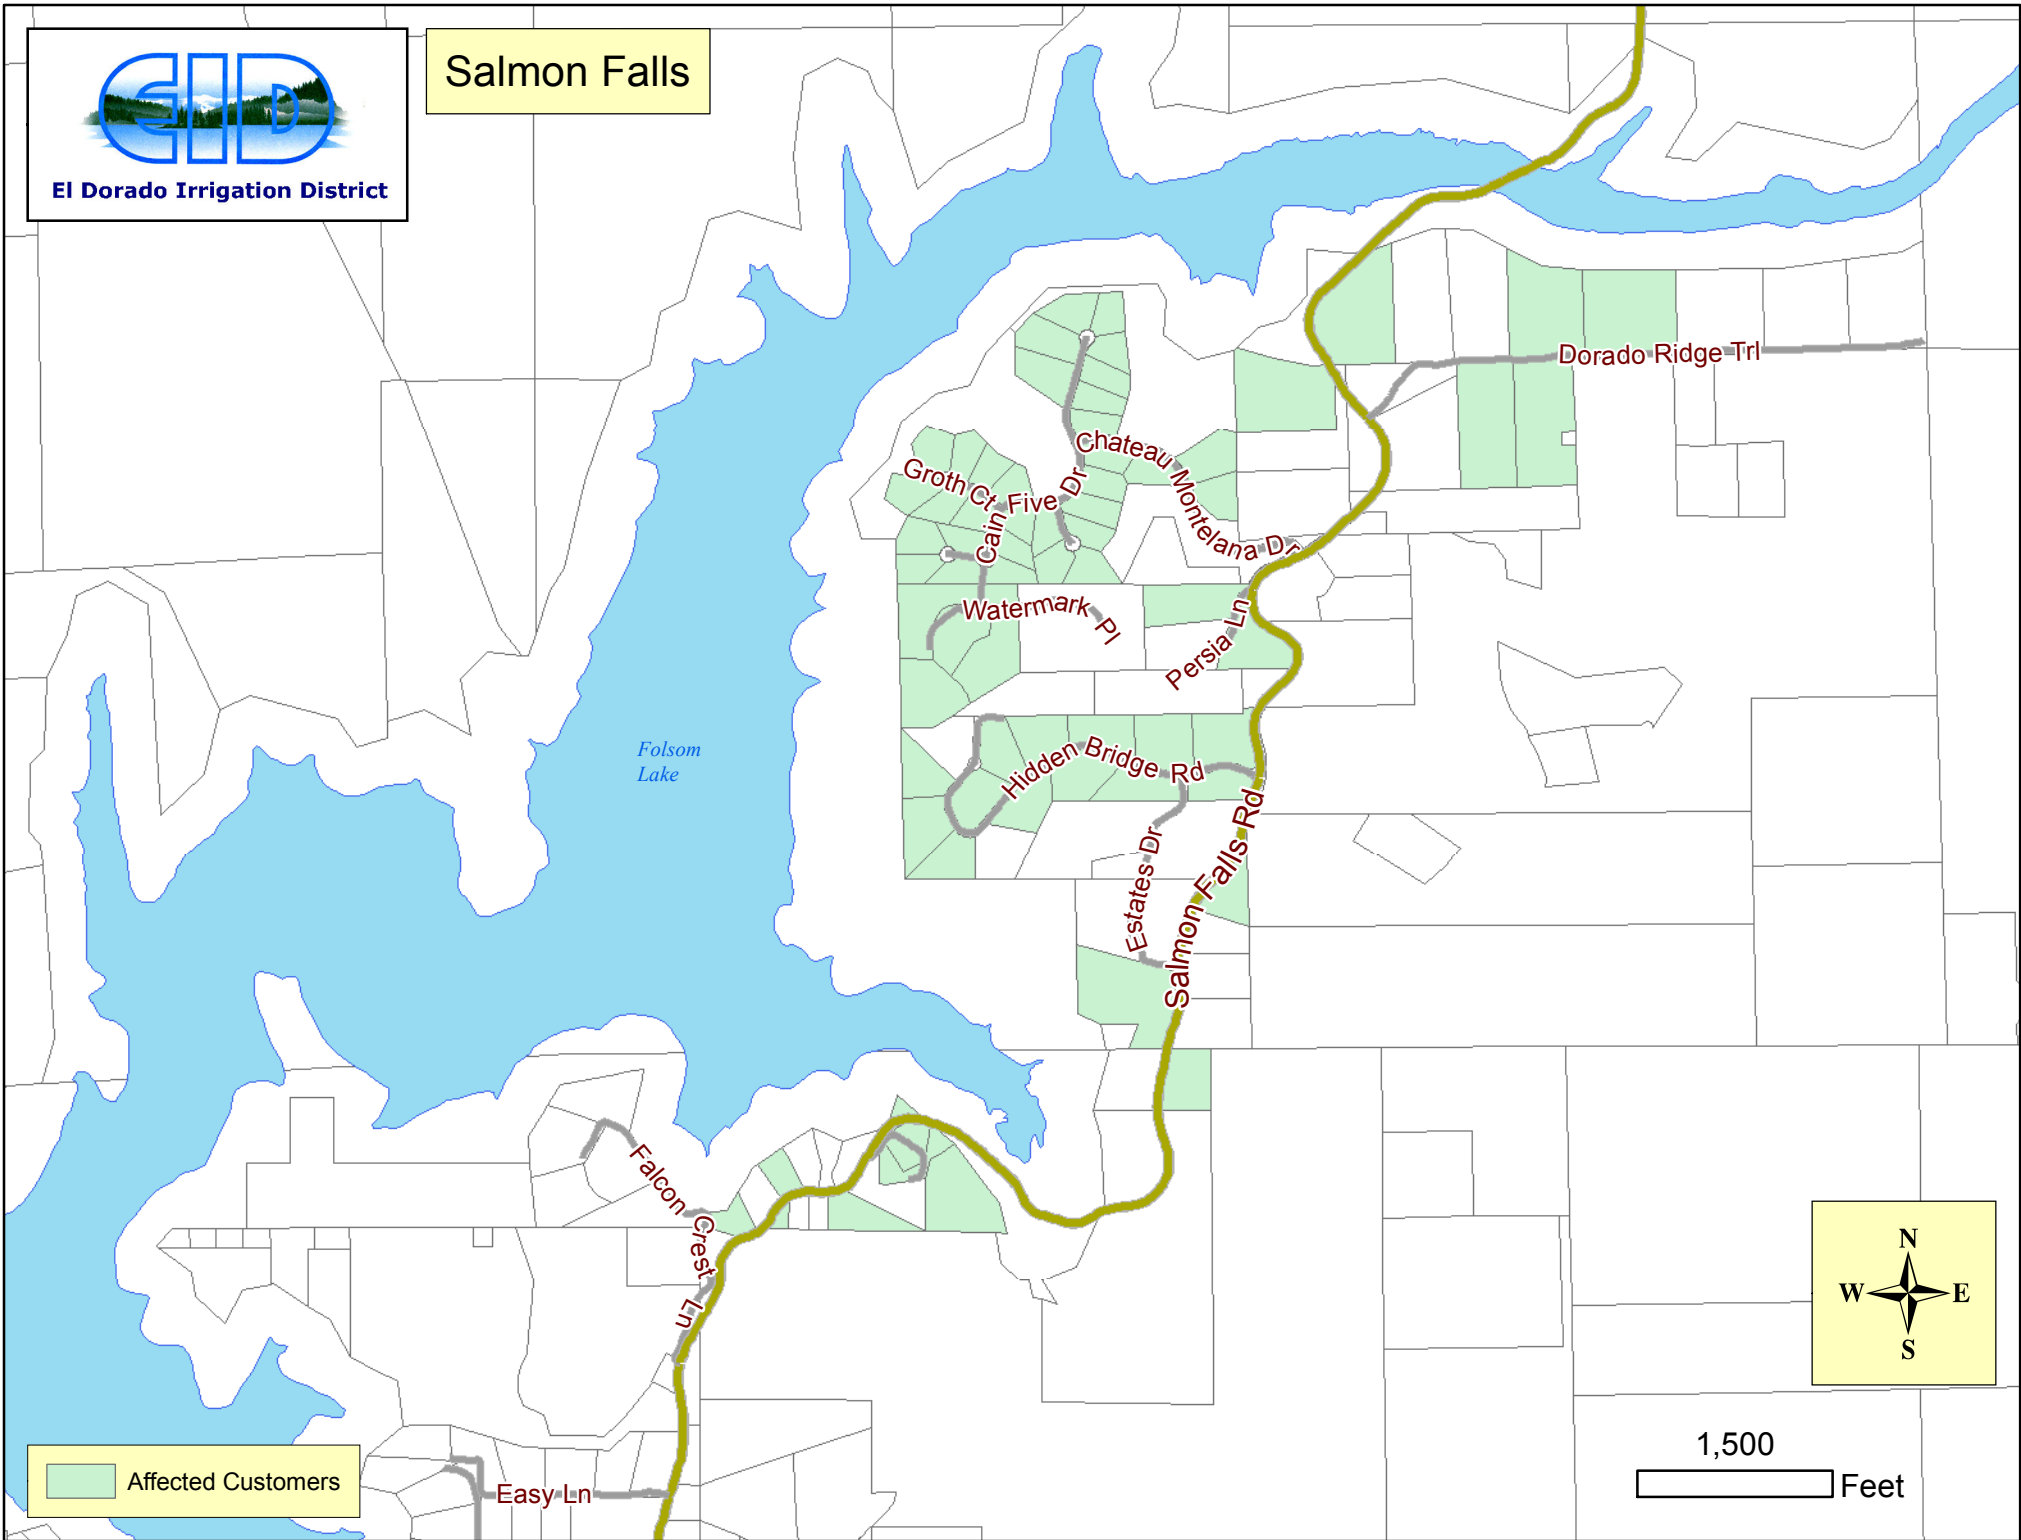 EID
El Dorado Irrigation District
Salmon Falls
Dorado Ridge Trl
Chateau Montelana Dr
Groth Ct
Cain Five Dr
Watermark Pl
Persia Ln
Folsom
Lake
Hidden Bridge Rd
Estates Dr
Salmon Falls Rd
Falcon Crest Ln
Easy Ln
N
W
E
S
1,500
Feet
Affected Customers